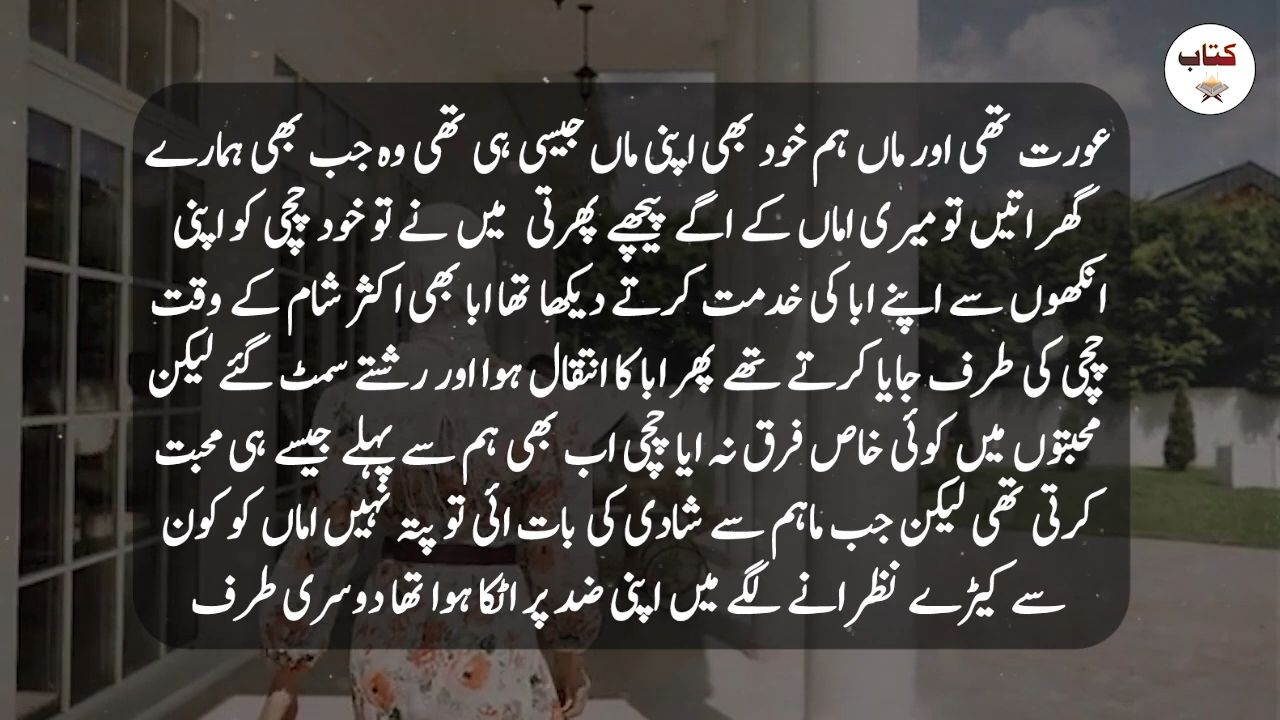 کتاب
عورت تھی اور ماں ہم خود بھی اپنی ماں جیسی ہی تھی وہ جب بھی ہمارے
گھر اتیں تو میری اماں کے اگے پیچھے پھرتی میں نے تو خود چچی کو اپنی
انکھوں سے اپنے ابا کی خدمت کرتے دیکھا تھا ابا بھی اکثر شام کے وقت
چچی کی طرف جایا کرتے تھے پھر ابا کا انتقال ہوا اور رشتے سمٹ گئے لیکن
محبتوں میں کوئی خاص فرق نہ ایا چچی اب بھی ہم سے پہلے جیسے ہی محبت
کرتی تھی لیکن جب ماہم سے شادی کی بات ائی تو پتہ نہیں اماں کو کون
سے کیڑے نظر انے لگے میں اپنی ضد پر اٹکا ہوا تھا دوسری طرف